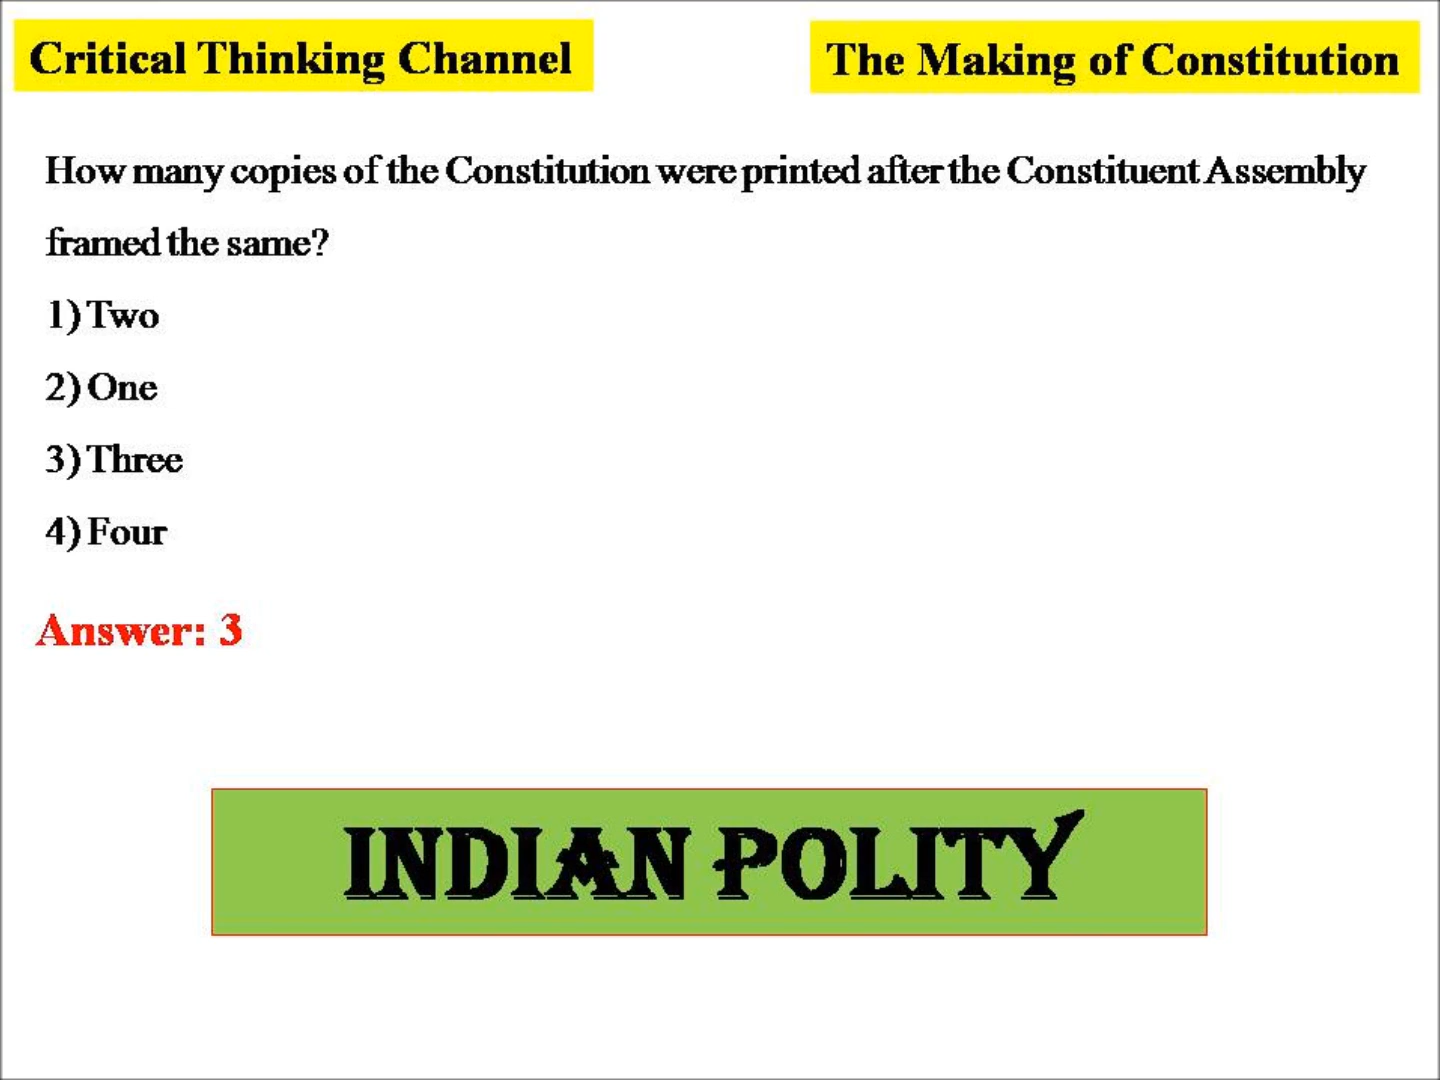 Critical Thinking Channel
The Making of Constitution
How many copies of the Constitution were printed after the Constituent Assembly
framed the same?
1) Two
2) One
3) Three
4) Four
Answer: 3
INDIAN POLITY